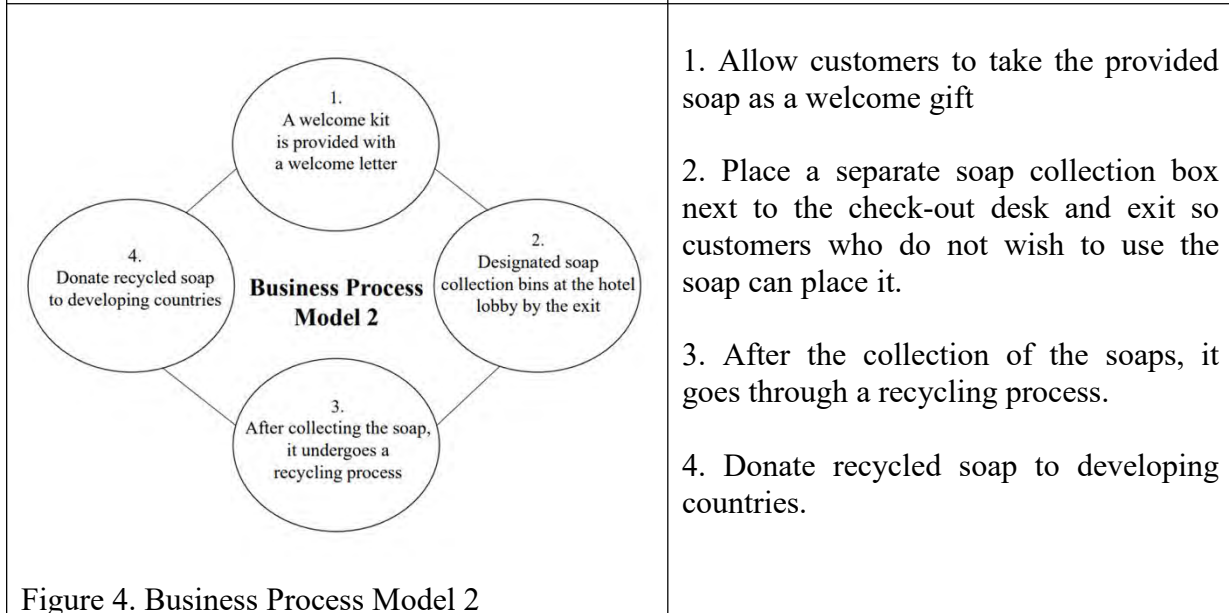 1.
A welcome kit
is provided with
a welcome letter
2.
Designated soap
collection bins at the hotel
lobby by the exit
4.
Donate recycled soap
to developing countries
Business Process
Model 2
3.
After collecting the soap,
it undergoes a
recycling process
Figure 4. Business Process Model 2
1. Allow customers to take the provided
soap as a welcome gift
2. Place a separate soap collection box
next to the check-out desk and exit so
customers who do not wish to use the
soap can place it.
3. After the collection of the soaps, it
goes through a recycling process.
4. Donate recycled soap to developing
countries.